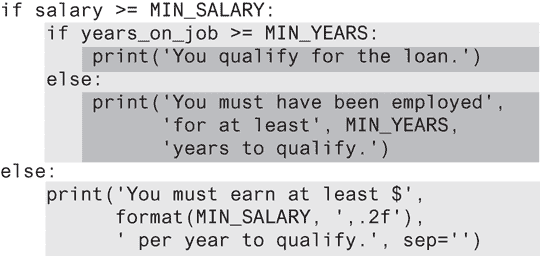 if salary >= MIN_SALARY:
    if years_on_job >= MIN_YEARS:
        print('You qualify for the loan.')
    else:
        print('You must have been employed',
              'for at least', MIN_YEARS,
              'years to qualify.')
else:
    print('You must earn at least $',
          format(MIN_SALARY, ',.2f'),
          ' per year to qualify.', sep='')